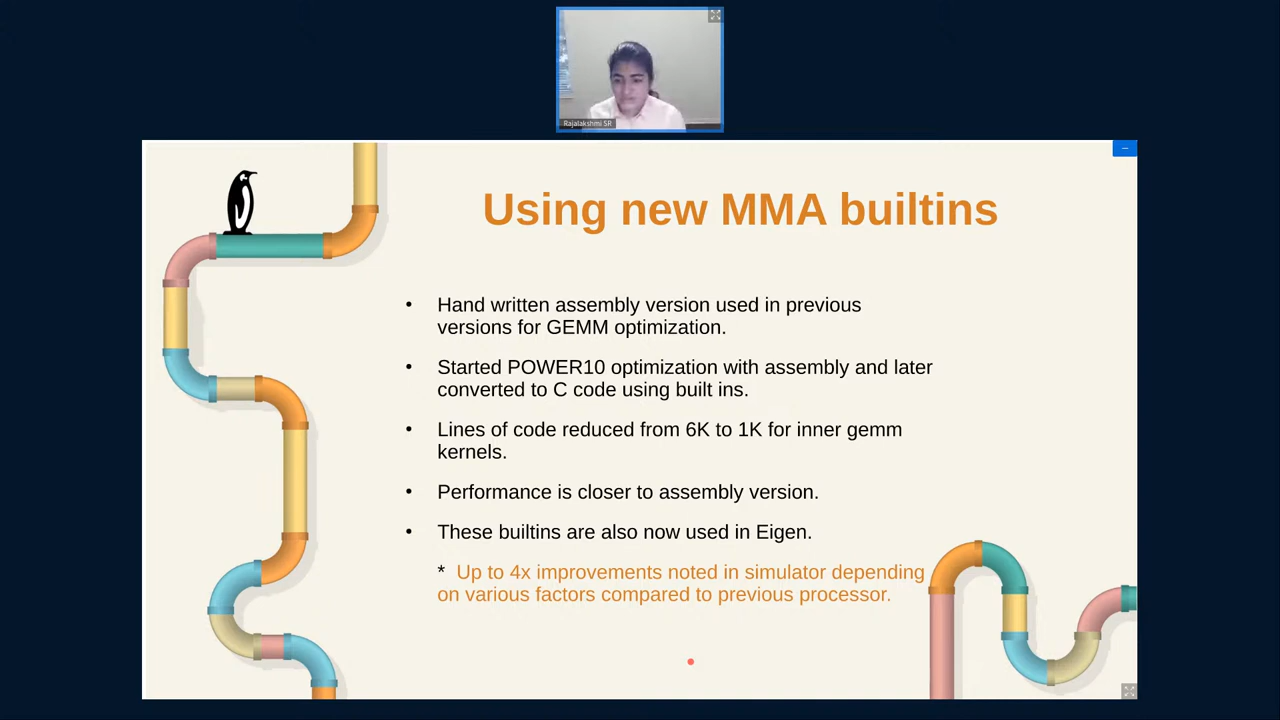 Rajalakshmi SR
Using new MMA builtins
• Hand written assembly version used in previous
versions for GEMM optimization.
• Started POWER10 optimization with assembly and later
converted to C code using built ins.
• Lines of code reduced from 6K to 1K for inner gemm
kernels.
• Performance is closer to assembly version.
• These builtins are also now used in Eigen.
* Up to 4x improvements noted in simulator depending
on various factors compared to previous processor.